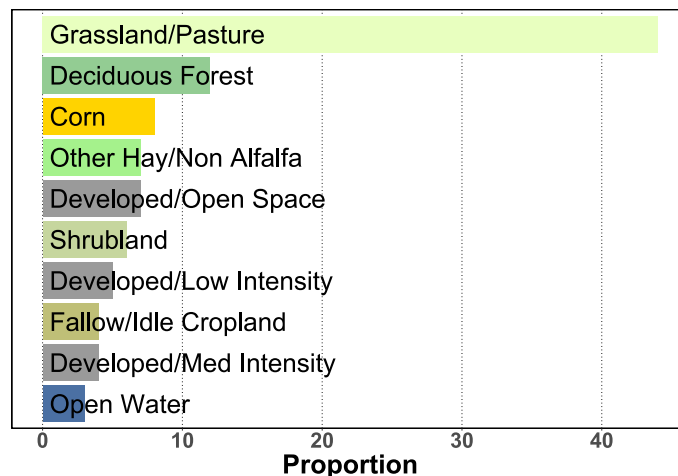 Grassland/Pasture
Deciduous Forest
Corn
Other Hay/Non Alfalfa
Developed/Open Space
Shrubland
Developed/Low Intensity
Fallow/Idle Cropland
Developed/Med Intensity
Open Water
0 10 20 30 40
Proportion